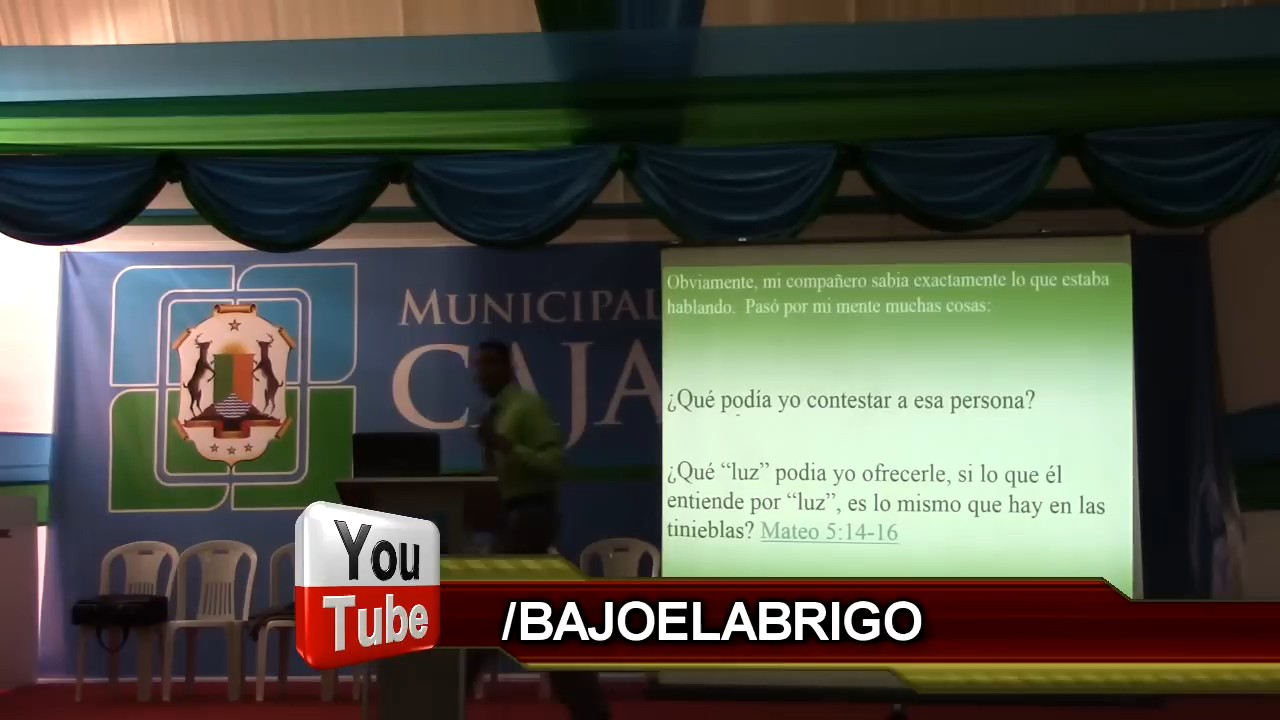 MUNICIPAL
CAJA
Obviamente, mi compañero sabia exactamente lo que estaba
hablando. Pasó por mi mente muchas cosas:
¿Qué podía yo contestar a esa persona?
¿Qué “luz” podia yo ofrecerle, si lo que él
entiende por “luz”, es lo mismo que hay en las
tinieblas? Mateo 5:14-16
You
Tube
/BAJOELABRIGO